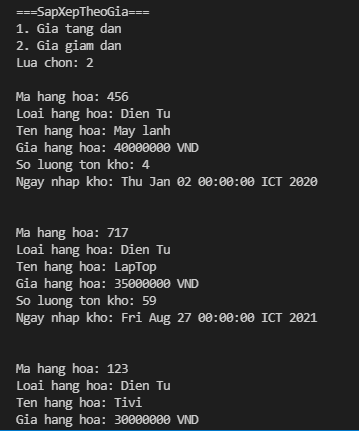 ===SapXepTheoGia===
1. Gia tang dan
2. Gia giam dan
Lua chon: 2
Ma hang hoa: 456
Loai hang hoa: Dien Tu
Ten hang hoa: May lanh
Gia hang hoa: 40000000 VND
So luong ton kho: 4
Ngay nhap kho: Thu Jan 02 00:00:00 ICT 2020
Ma hang hoa: 717
Loai hang hoa: Dien Tu
Ten hang hoa: LapTop
Gia hang hoa: 35000000 VND
So luong ton kho: 59
Ngay nhap kho: Fri Aug 27 00:00:00 ICT 2021
Ma hang hoa: 123
Loai hang hoa: Dien Tu
Ten hang hoa: Tivi
Gia hang hoa: 30000000 VND